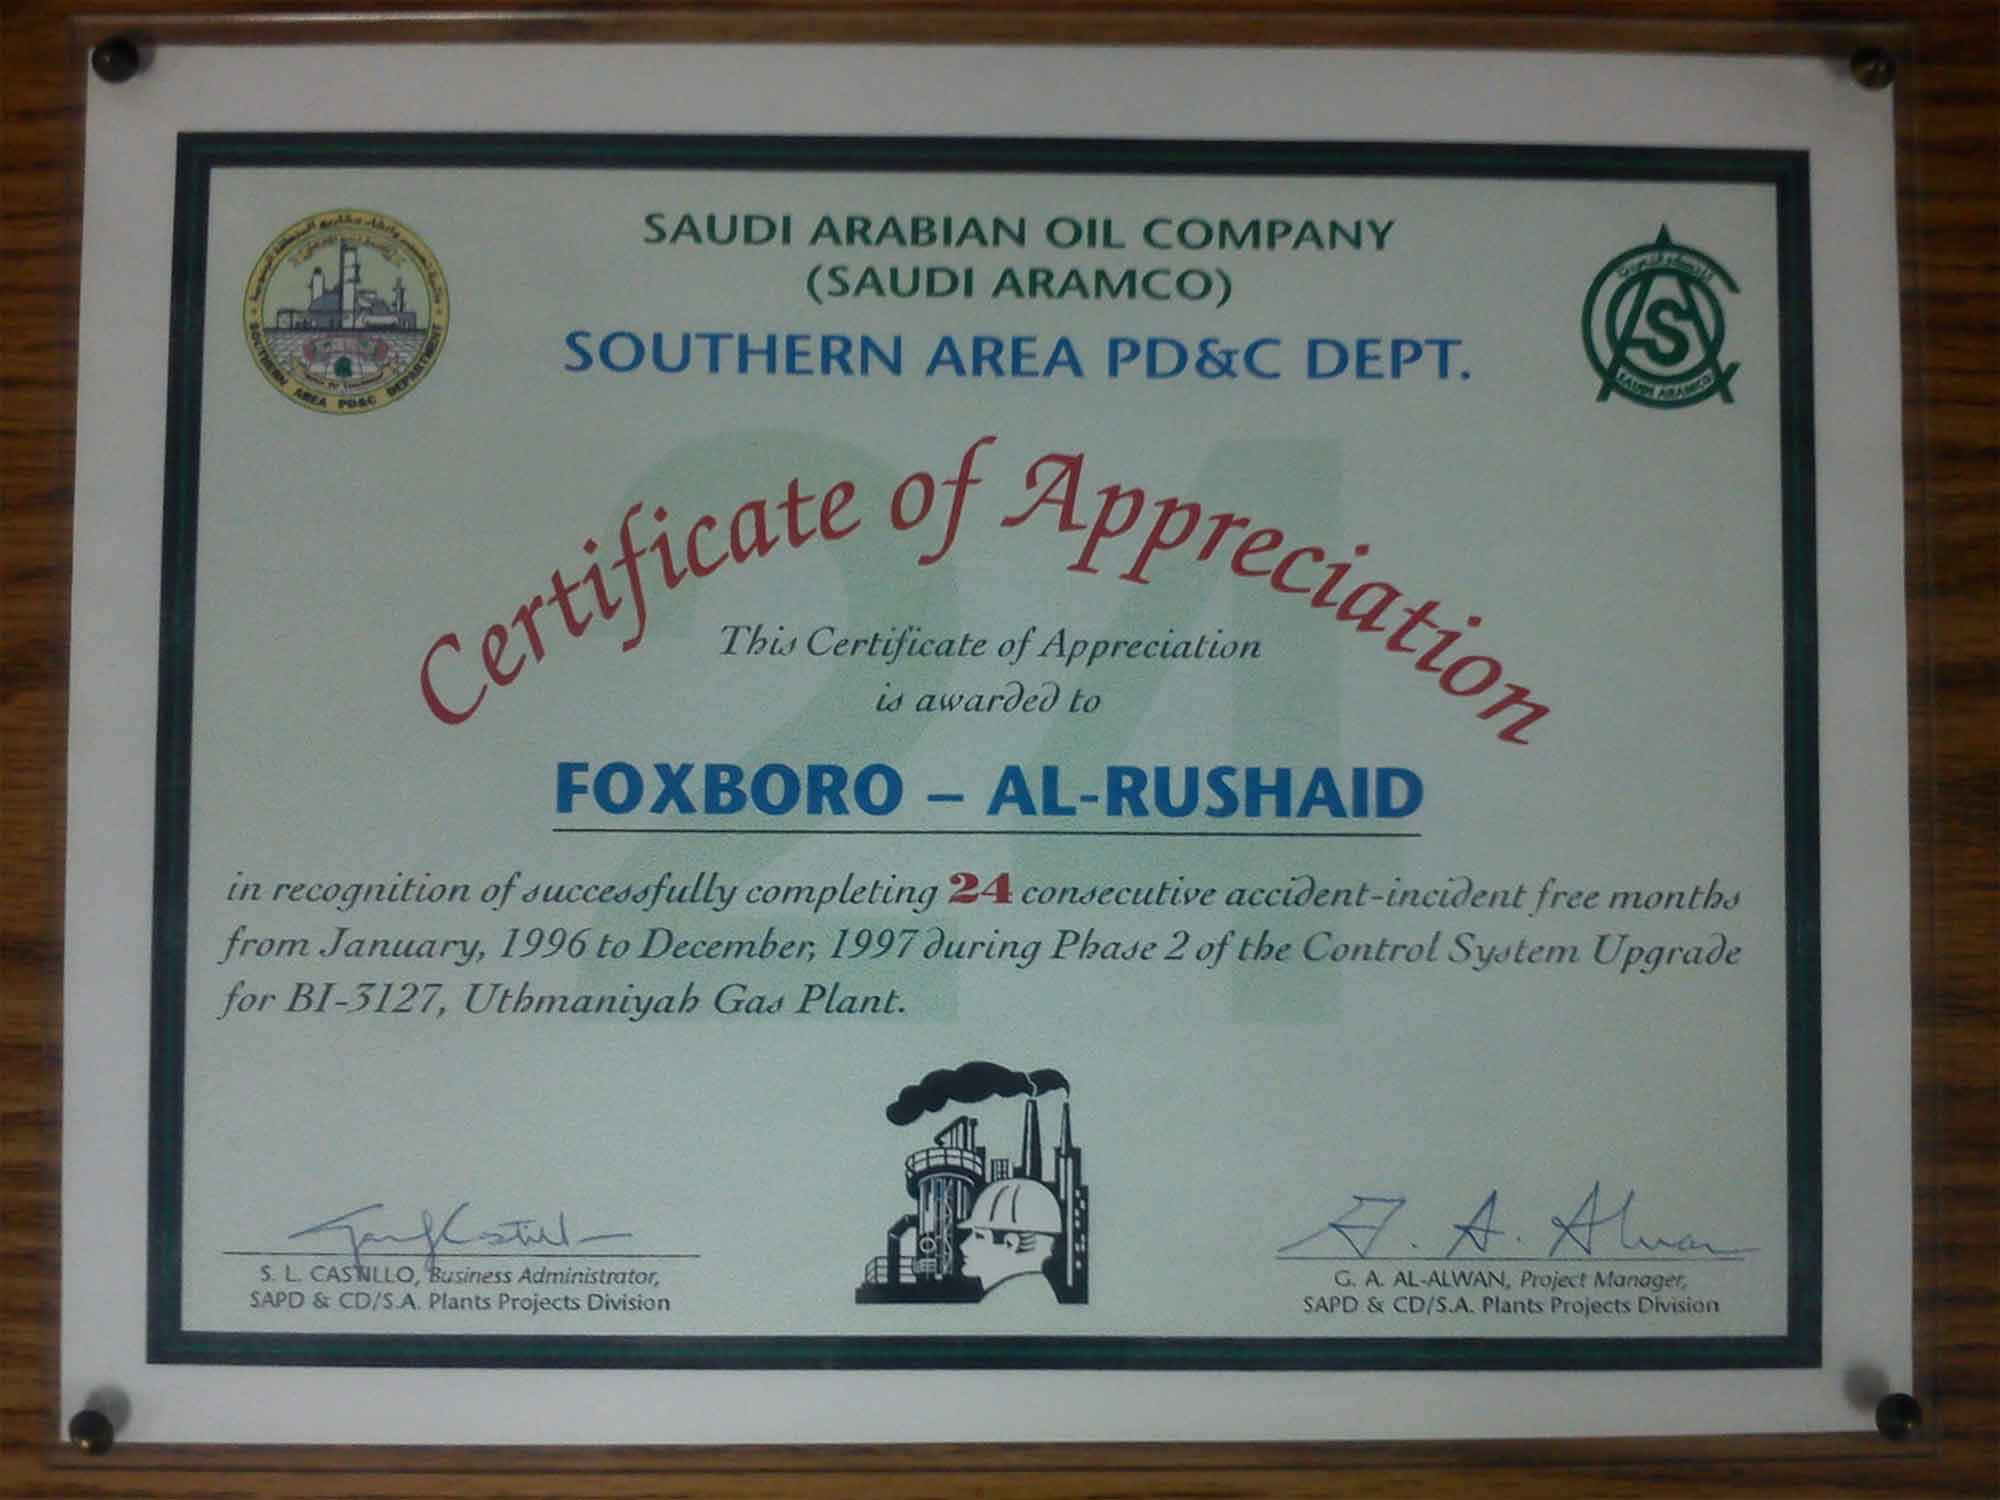 SAUDI ARABIAN OIL COMPANY
(SAUDI ARAMCO)
SOUTHERN AREA PD&C DEPT.
SOUTHERN AREA PD&C DEPARTMENT
SAUDI ARAMCO
24
Certificate of Appreciation
This Certificate of Appreciation
is awarded to
FOXBORO – AL-RUSHAID
in recognition of successfully completing 24 consecutive accident-incident free months
from January, 1996 to December, 1997 during Phase 2 of the Control System Upgrade
for BI-3127, Uthmaniyah Gas Plant.
S. L. CASTILLO, Business Administrator,
SAPD & CD/S.A. Plants Projects Division
G. A. Alwan
G. A. AL-ALWAN, Project Manager,
SAPD & CD/S.A. Plants Projects Division